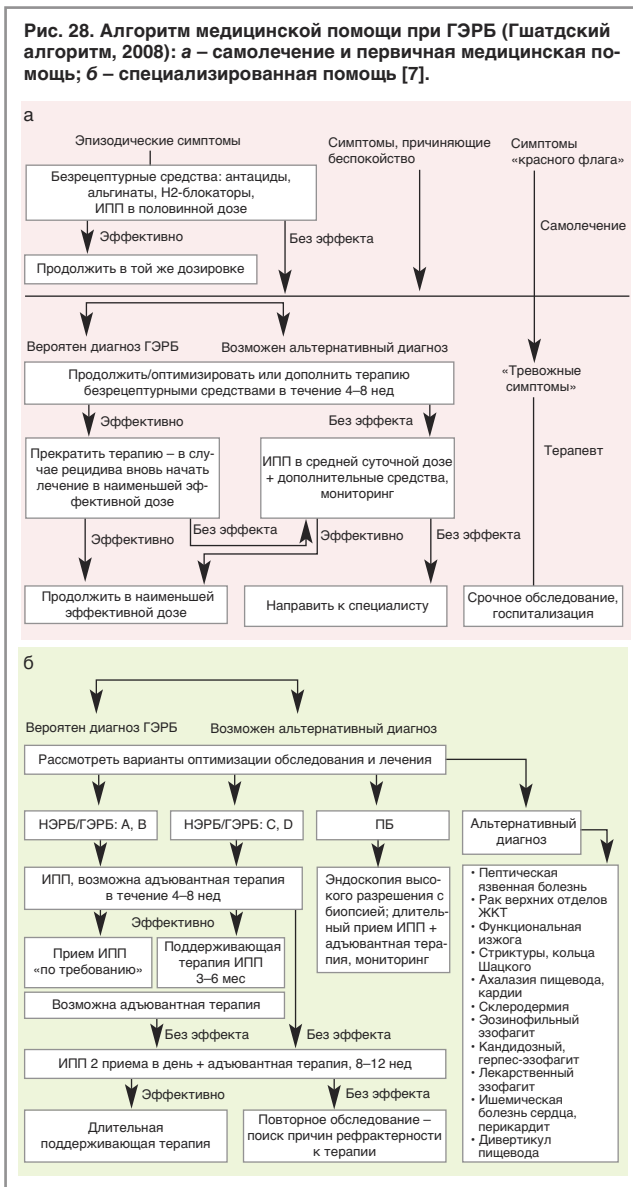 Рис. 28. Алгоритм медицинской помощи при ГЭРБ (Гшатдский
алгоритм, 2008): а – самолечение и первичная медицинская по-
мощь; б – специализированная помощь [7].
а
Эпизодические симптомы
Симптомы, причиняющие
беспокойство
Симптомы
«красного флага»
Безрецептурные средства: антациды,
альгинаты, Н2-блокаторы,
ИПП в половинной дозе
Эффективно
Без эффекта
Самолечение
Продолжить в той же дозировке
Вероятен диагноз ГЭРБ
Возможен альтернативный диагноз
Продолжить/оптимизировать или дополнить терапию
безрецептурными средствами в течение 4–8 нед
«Тревожные
симптомы»
Эффективно
Без эффекта
Прекратить терапию – в слу-
чае рецидива вновь начать
лечение в наименьшей эф-
фективной дозе
ИПП в средней суточной дозе
+ дополнительные средства,
мониторинг
Терапевт
Эффективно
Без эффекта
Эффективно
Без эффекта
Продолжить в наименьшей
эффективной дозе
Направить к специалисту
Срочное обследование,
госпитализация
б
Вероятен диагноз ГЭРБ
Возможен альтернативный диагноз
Рассмотреть варианты оптимизации обследования и лечения
НЭРБ/ГЭРБ: А, В
НЭРБ/ГЭРБ: С, D
ПБ
Альтернативный
диагноз
ИПП, возможна адъювантная терапия
в течение 4–8 нед
Эндоскопия высо-
кого разрешения с
биопсией; длитель-
ный прием ИПП +
адъювантная тера-
пия, мониторинг
Эффективно
Прием ИПП
«по требованию»
Поддерживающая
терапия ИПП
3–6 мес
Возможна адъювантная терапия
Без эффекта
Без эффекта
ИПП 2 приема в день + адъювантная терапия, 8–12 нед
Эффективно
Без эффекта
Длительная
поддерживающая терапия
Повторное обследование –
поиск причин рефрактерности
к терапии
• Пептическая
язвенная болезнь
• Рак верхних отделов
ЖКТ
• Функциональная
изжога
• Стриктуры, кольца
Шацкого
• Ахалазия пищевода,
кардии
• Склеродермия
• Эозинофильный
эзофагит
• Кандидозный,
герпес-эзофагит
• Лекарственный
эзофагит
• Ишемическая
болезнь сердца,
перикардит
• Дивертикул
пищевода